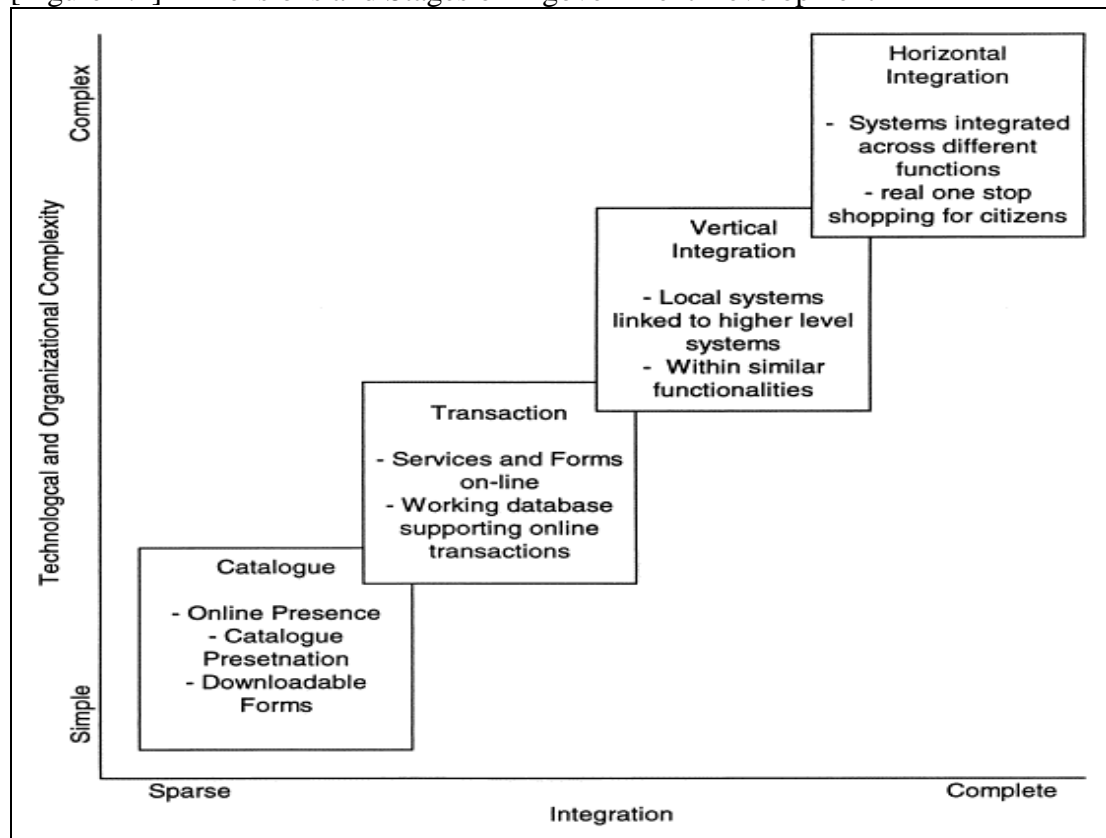 Complex
Technologcal and Organizational Complexity
Simple
Horizontal
Integration
- Systems integrated
across different
functions
- real one stop
shopping for citizens
Vertical
Integration
- Local systems
linked to higher level
systems
- Within similar
functionalities
Transaction
- Services and Forms
on-line
- Working database
supporting online
transactions
Catalogue
- Online Presence
- Catalogue
Presetnation
- Downloadable
Forms
Sparse
Complete
Integration